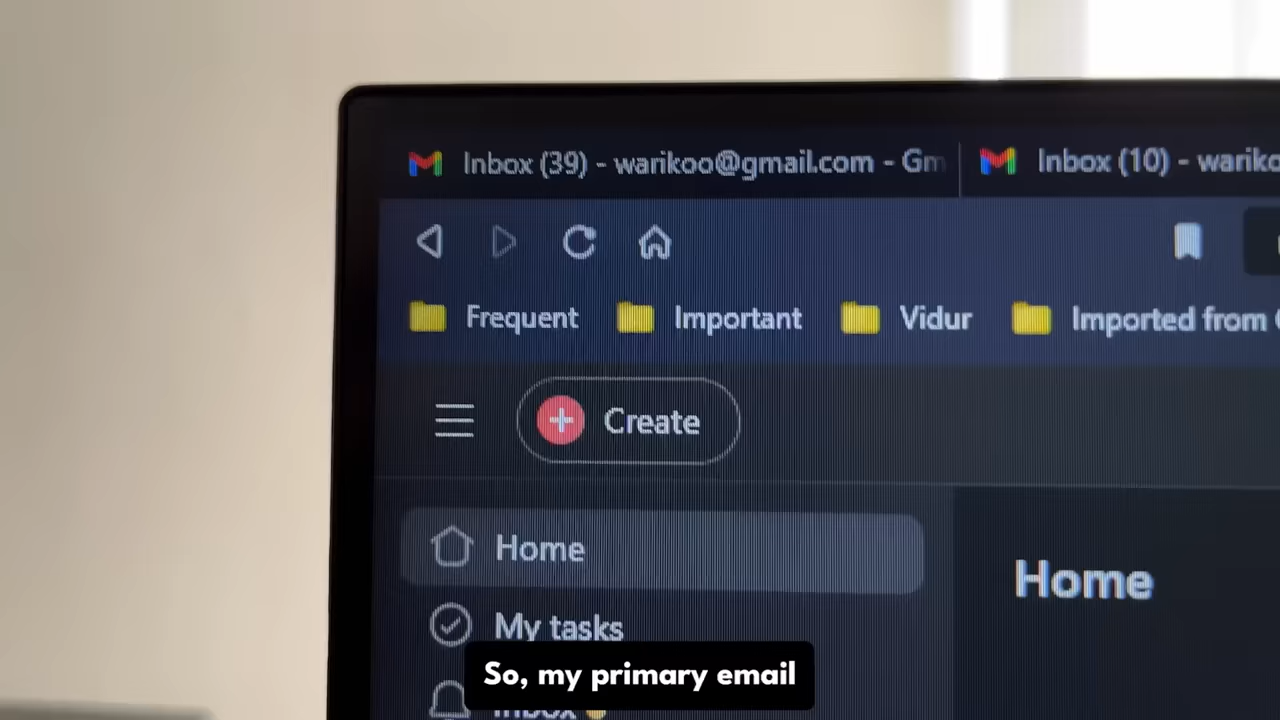 Inbox (39) - warikoo@gmail.com - Gm
Inbox (10) - wariko
Frequent
Important
Vidur
Imported from
Create
Home
Home
My tasks
So, my primary email
Inbox